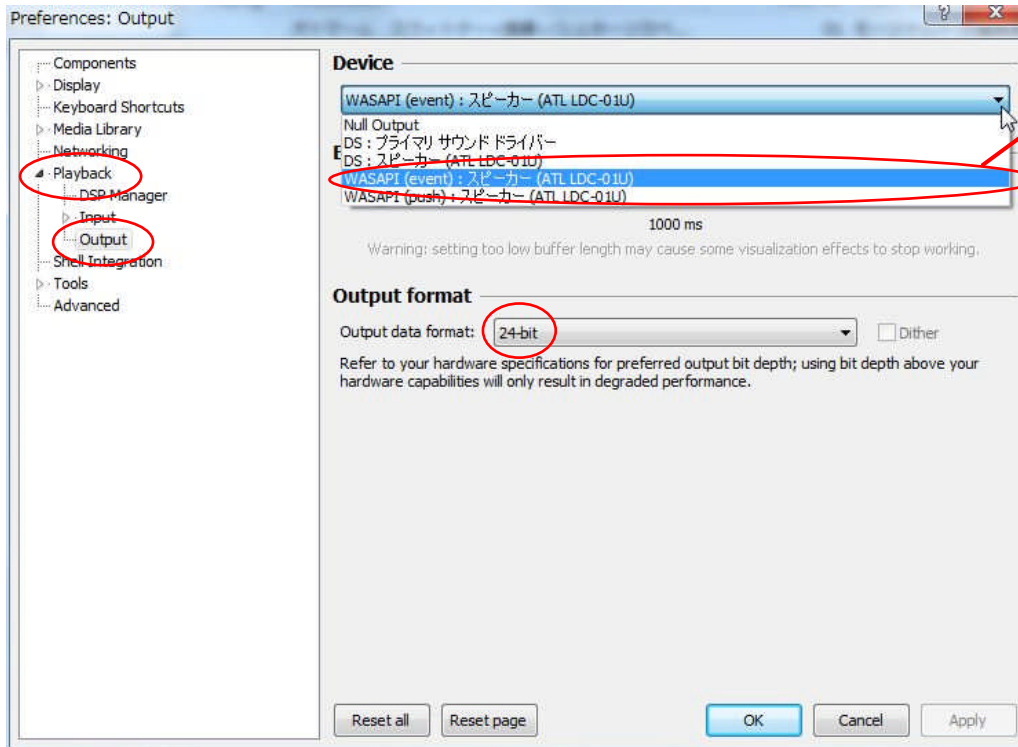 Preferences: Output
Components
Display
Keyboard Shortcuts
Media Library
Networking
Playback
DSP Manager
Input
Output
Shell Integration
Tools
Advanced
Device
WASAPI (event) : スピーカー (ATL LDC-01U)
Null Output
DS : プライマリ サウンド ドライバー
DS : スピーカー (ATL LDC-01U)
WASAPI (event) : スピーカー (ATL LDC-01U)
WASAPI (push) : スピーカー (ATL LDC-01U)
1000 ms
Warning: setting too low buffer length may cause some visualization effects to stop working.
Output format
Output data format: 24-bit Dither
Refer to your hardware specifications for preferred output bit depth; using bit depth above your
hardware capabilities will only result in degraded performance.
Reset all Reset page OK Cancel Apply